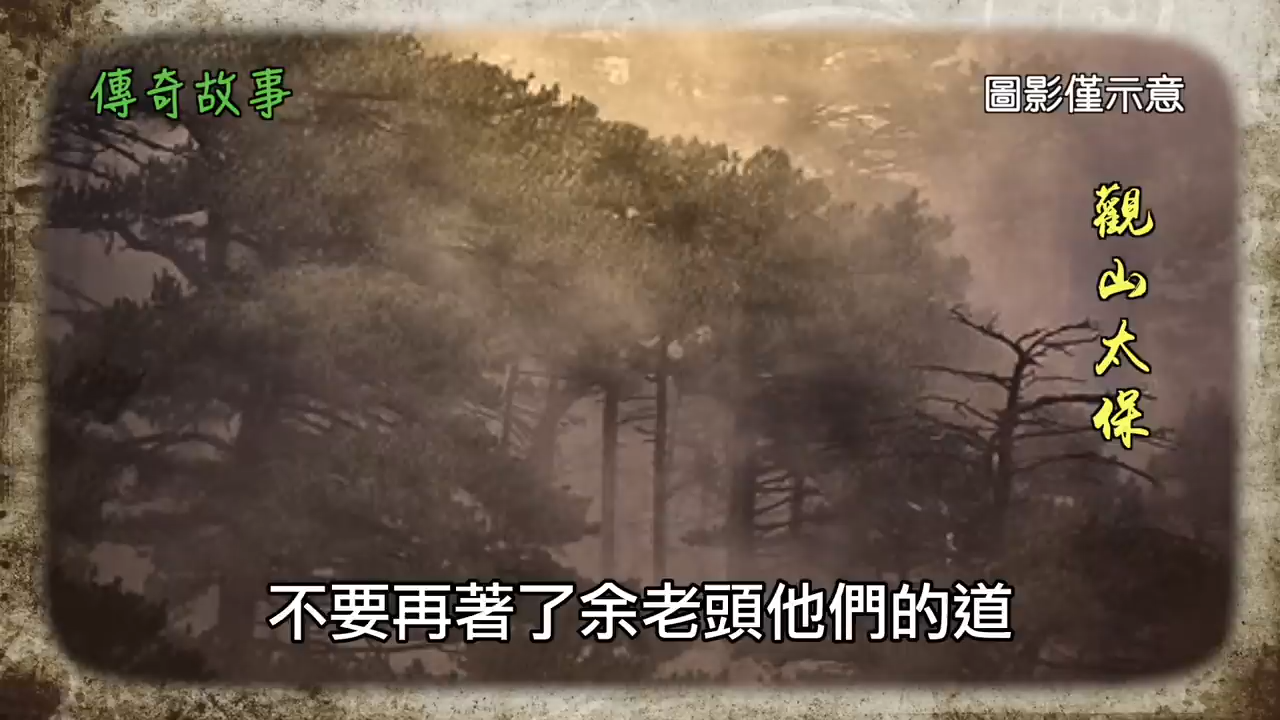 傳奇故事
圖影僅示意
觀山太保
不要再著了余老頭他們的道